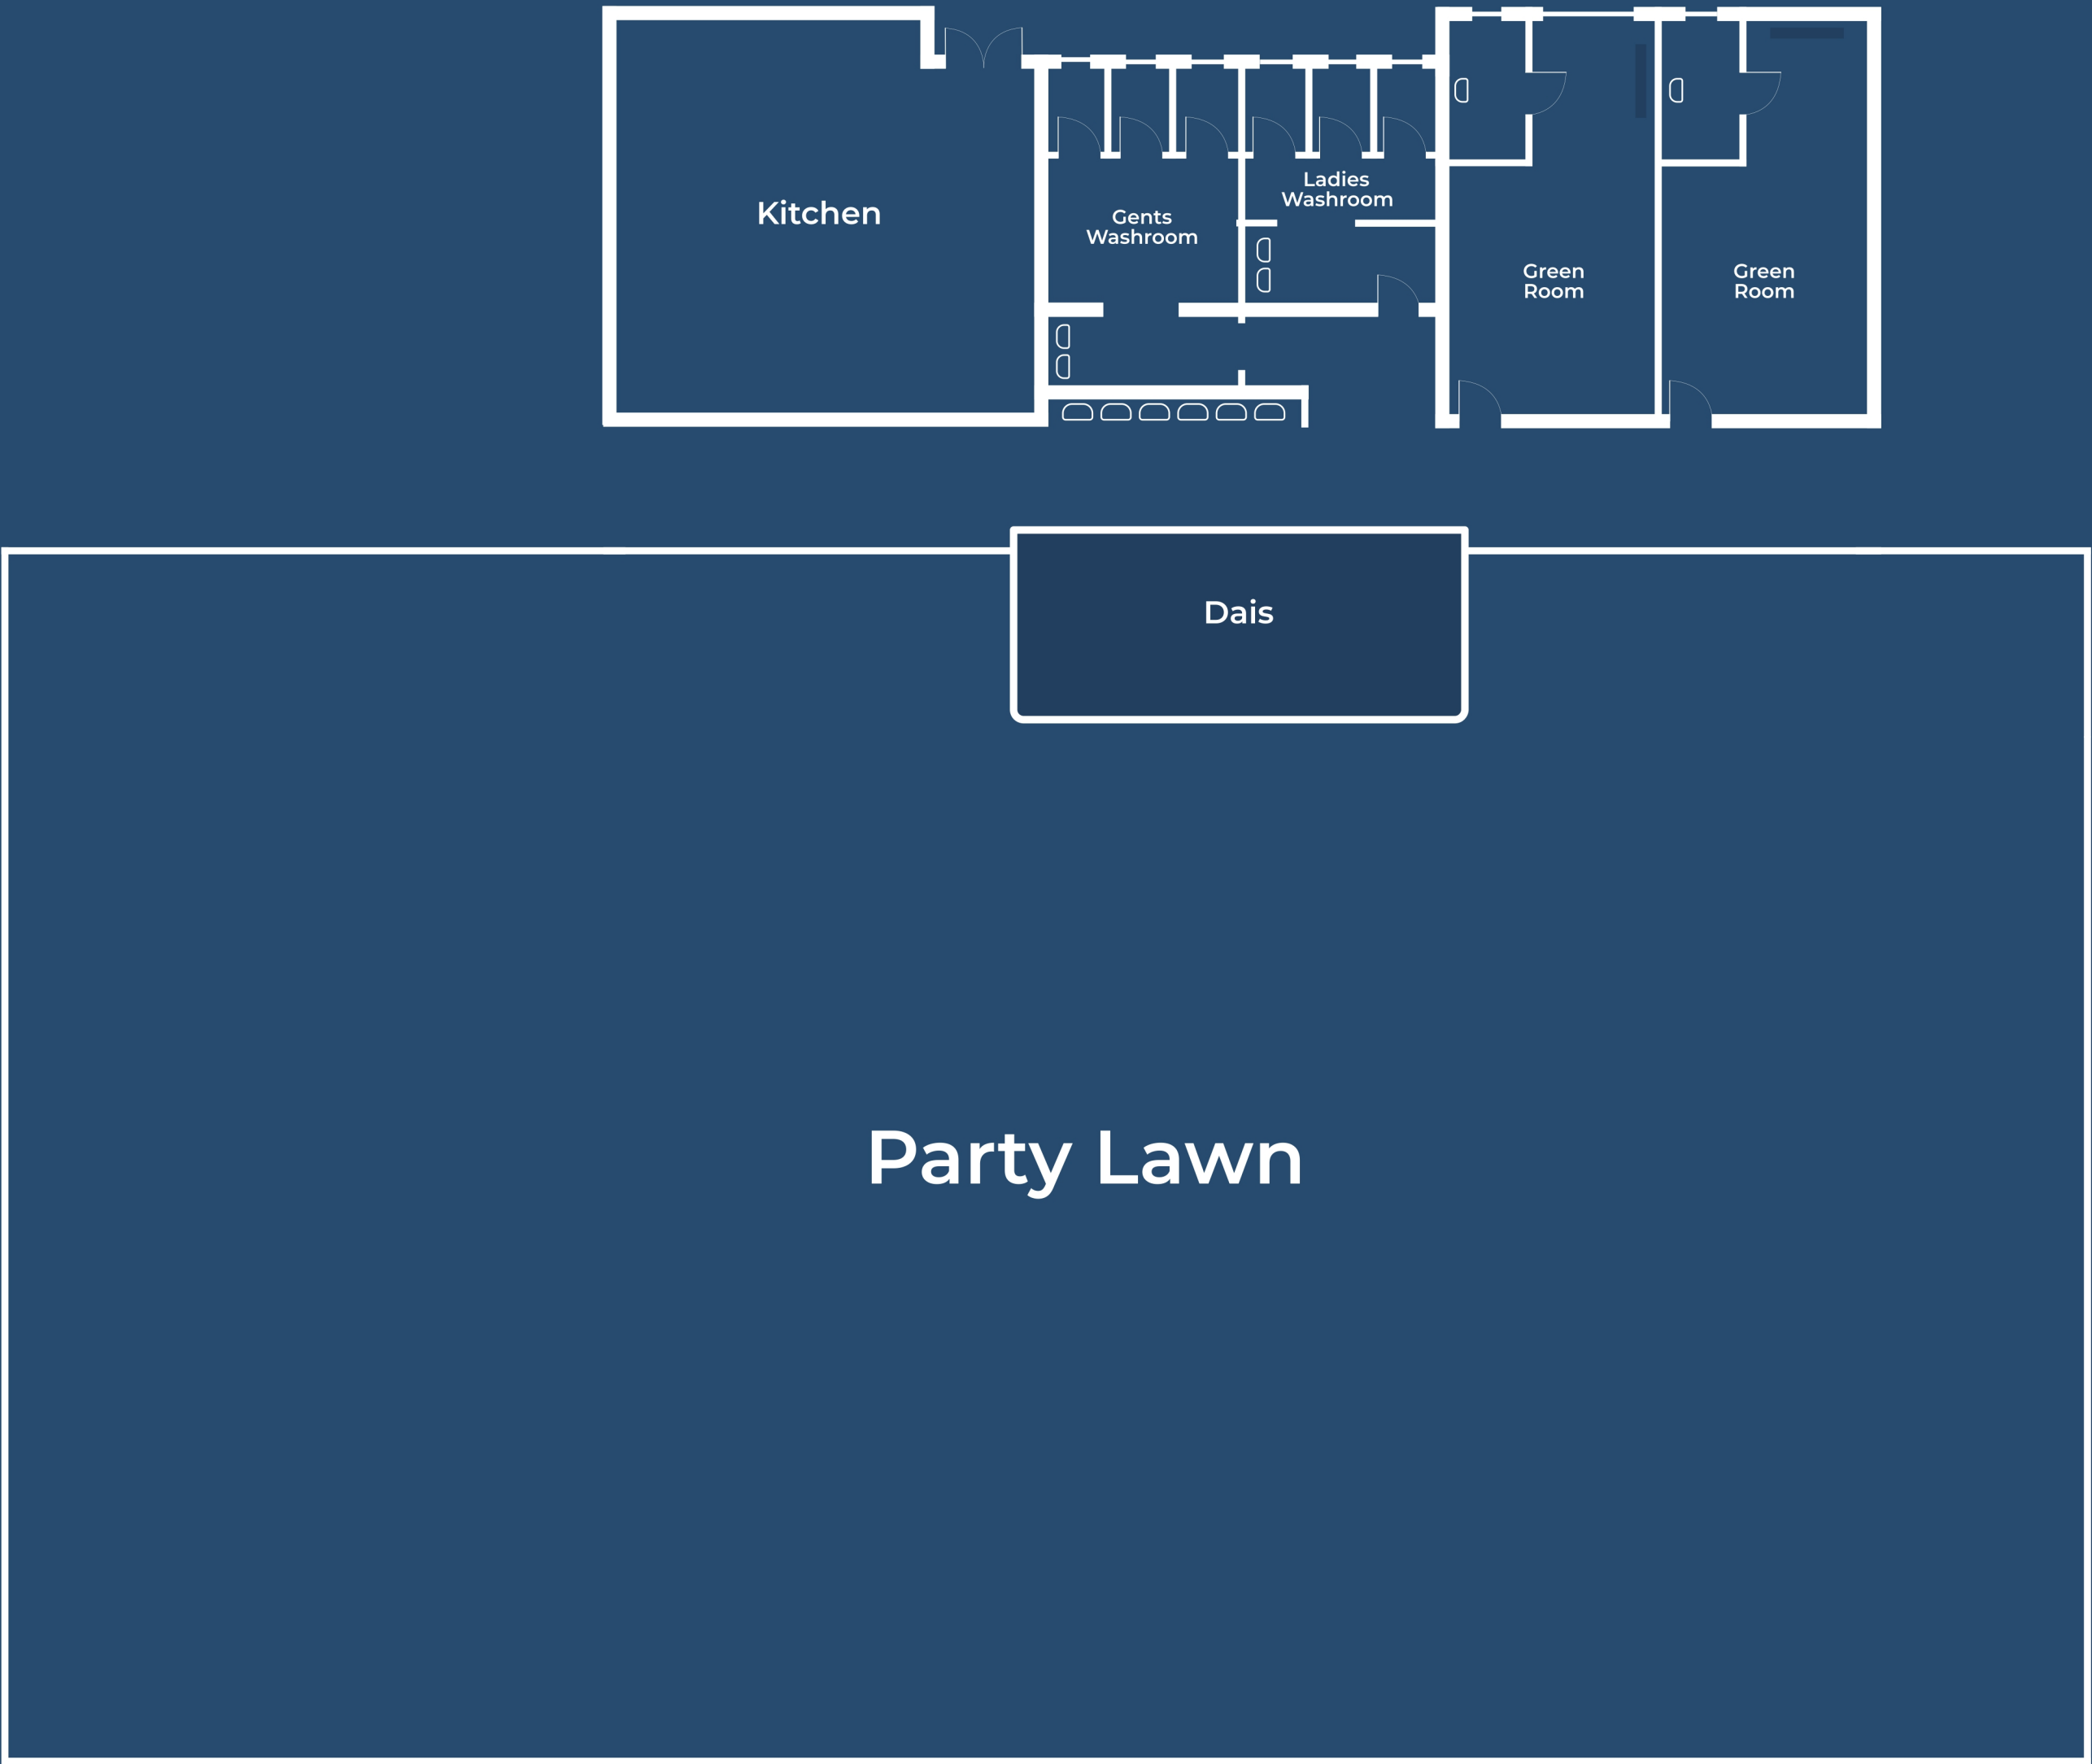 Kitchen
Gents
Washroom
Ladies
Washroom
Green
Room
Green
Room
Dais
Party Lawn